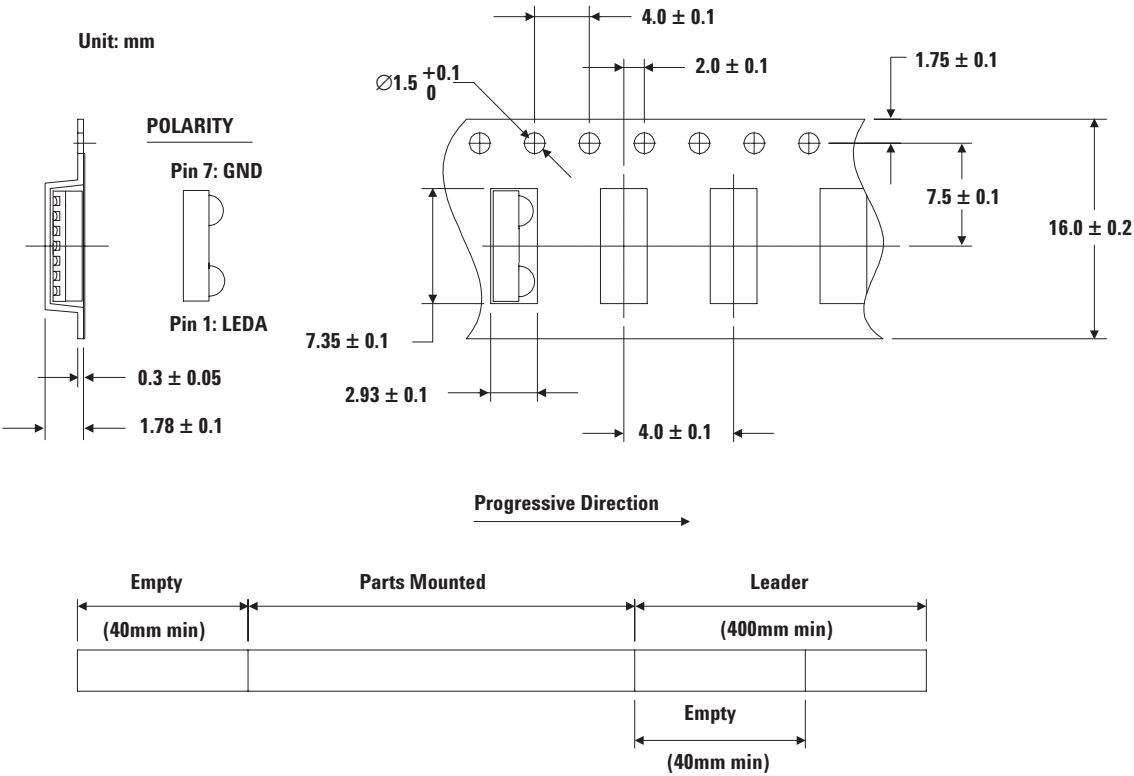 Unit: mm
POLARITY
Pin 7: GND
Pin 1: LEDA
0.3 ± 0.05
1.78 ± 0.1
4.0 ± 0.1
2.0 ± 0.1
1.75 ± 0.1
∅1.5 +0.1
0
7.5 ± 0.1
16.0 ± 0.2
7.35 ± 0.1
2.93 ± 0.1
4.0 ± 0.1
Progressive Direction
Empty
(40mm min)
Parts Mounted
Leader
(400mm min)
Empty
(40mm min)